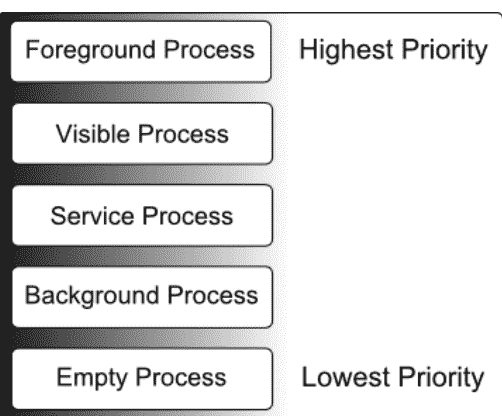 Foreground Process Highest Priority
Visible Process
Service Process
Background Process
Empty Process Lowest Priority